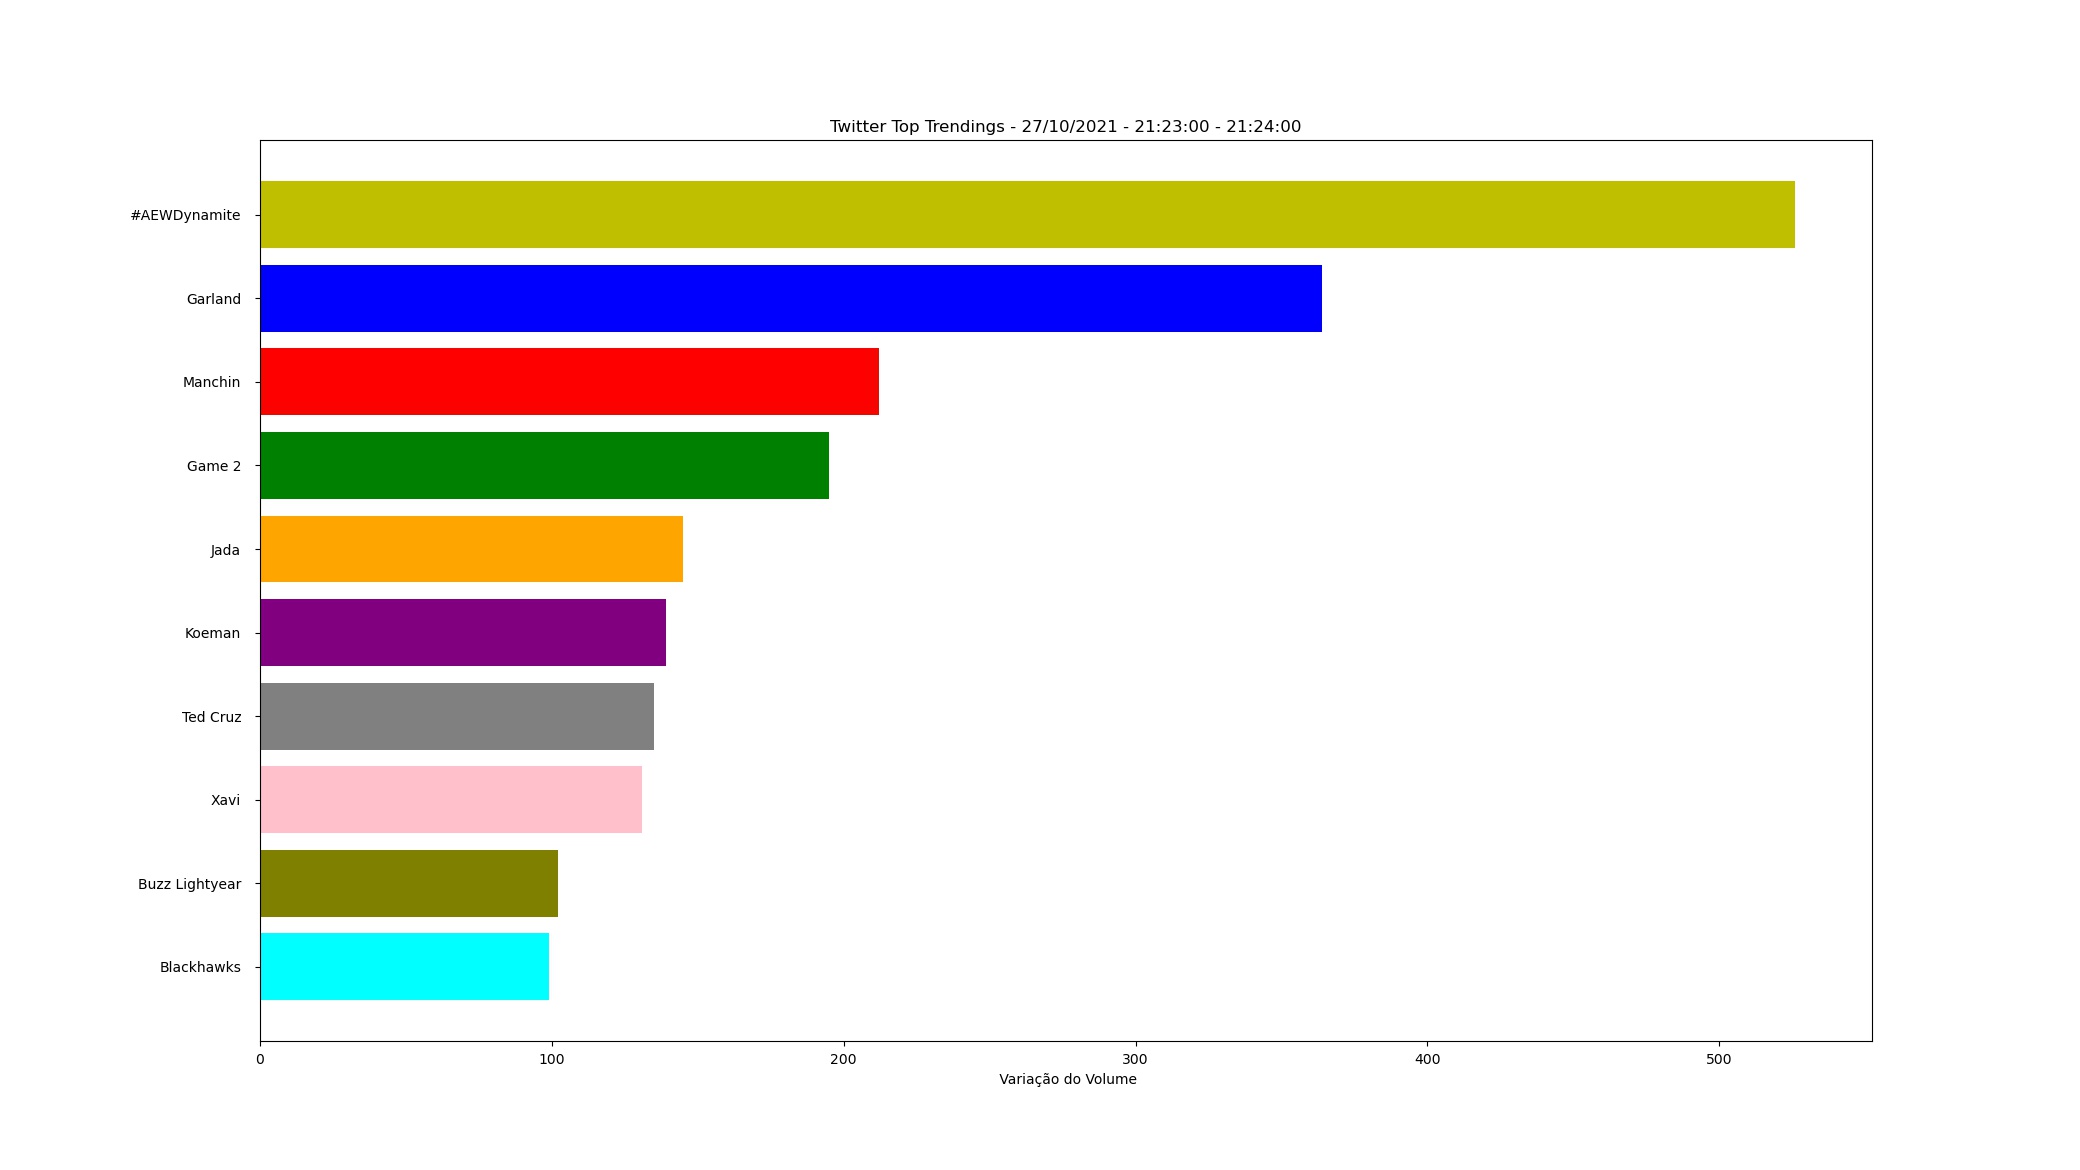 Twitter Top Trendings - 27/10/2021 - 21:23:00 - 21:24:00
#AEWDynamite
Garland
Manchin
Game 2
Jada
Koeman
Ted Cruz
Xavi
Buzz Lightyear
Blackhawks
0 100 200 300 400 500
Variação do Volume